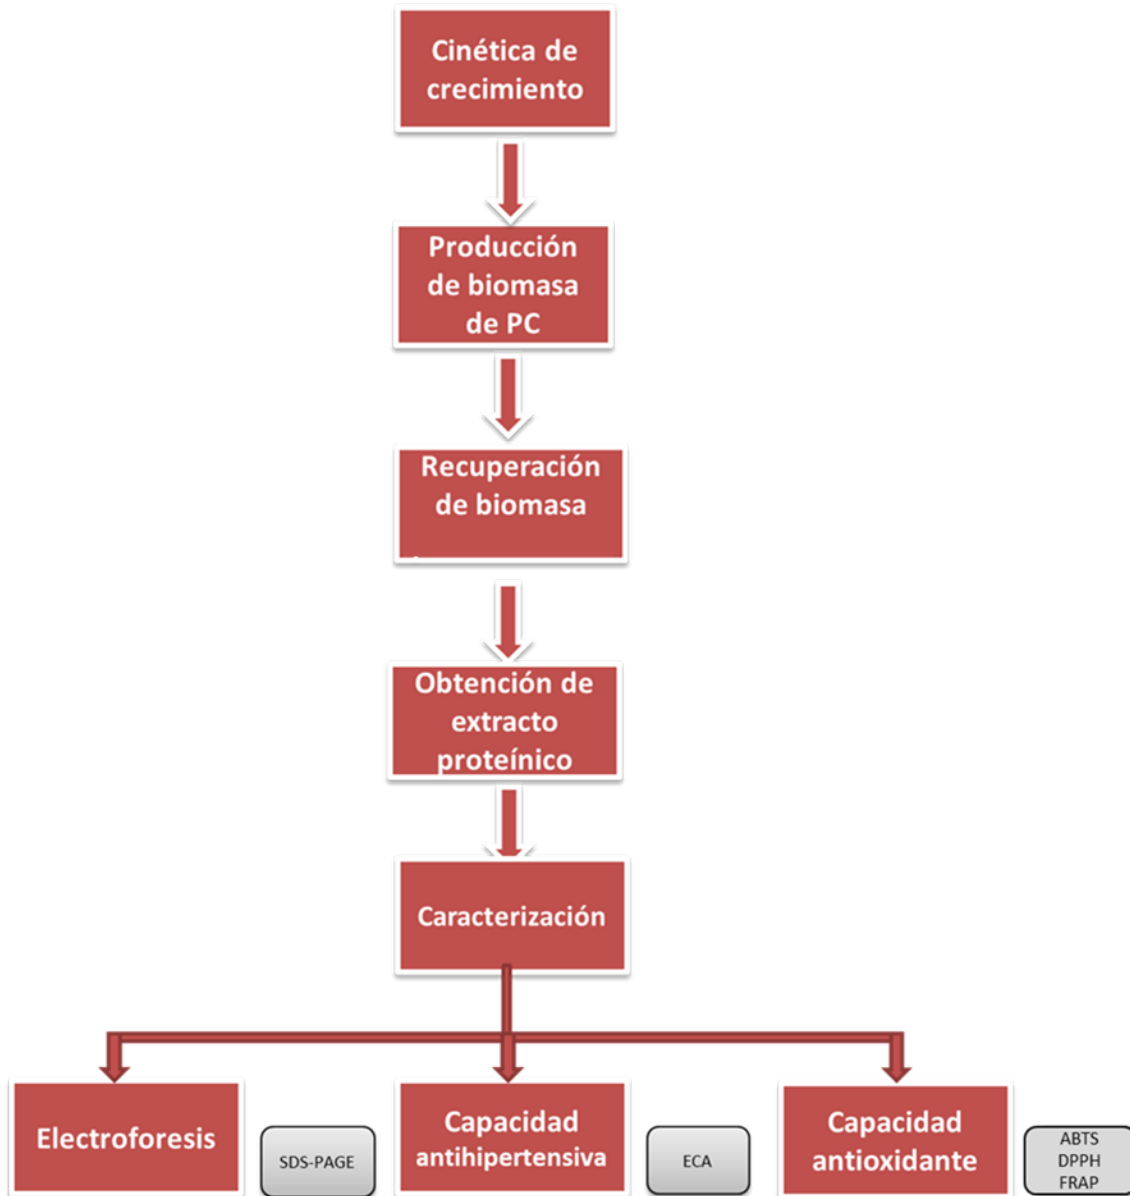 Cinética de
crecimiento
Producción
de biomasa
de PC
Recuperación
de biomasa
Obtención de
extracto
proteínico
Caracterización
Electroforesis
SDS-PAGE
Capacidad
antihipertensiva
ECA
Capacidad
antioxidante
ABTS
DPPH
FRAP